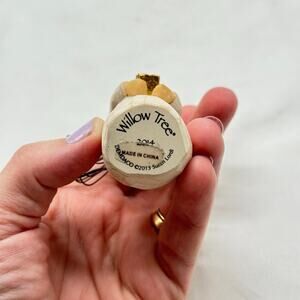 Willow Tree®
2014
MADE IN CHINA
DEMDACO ©2013 Susan Lordi